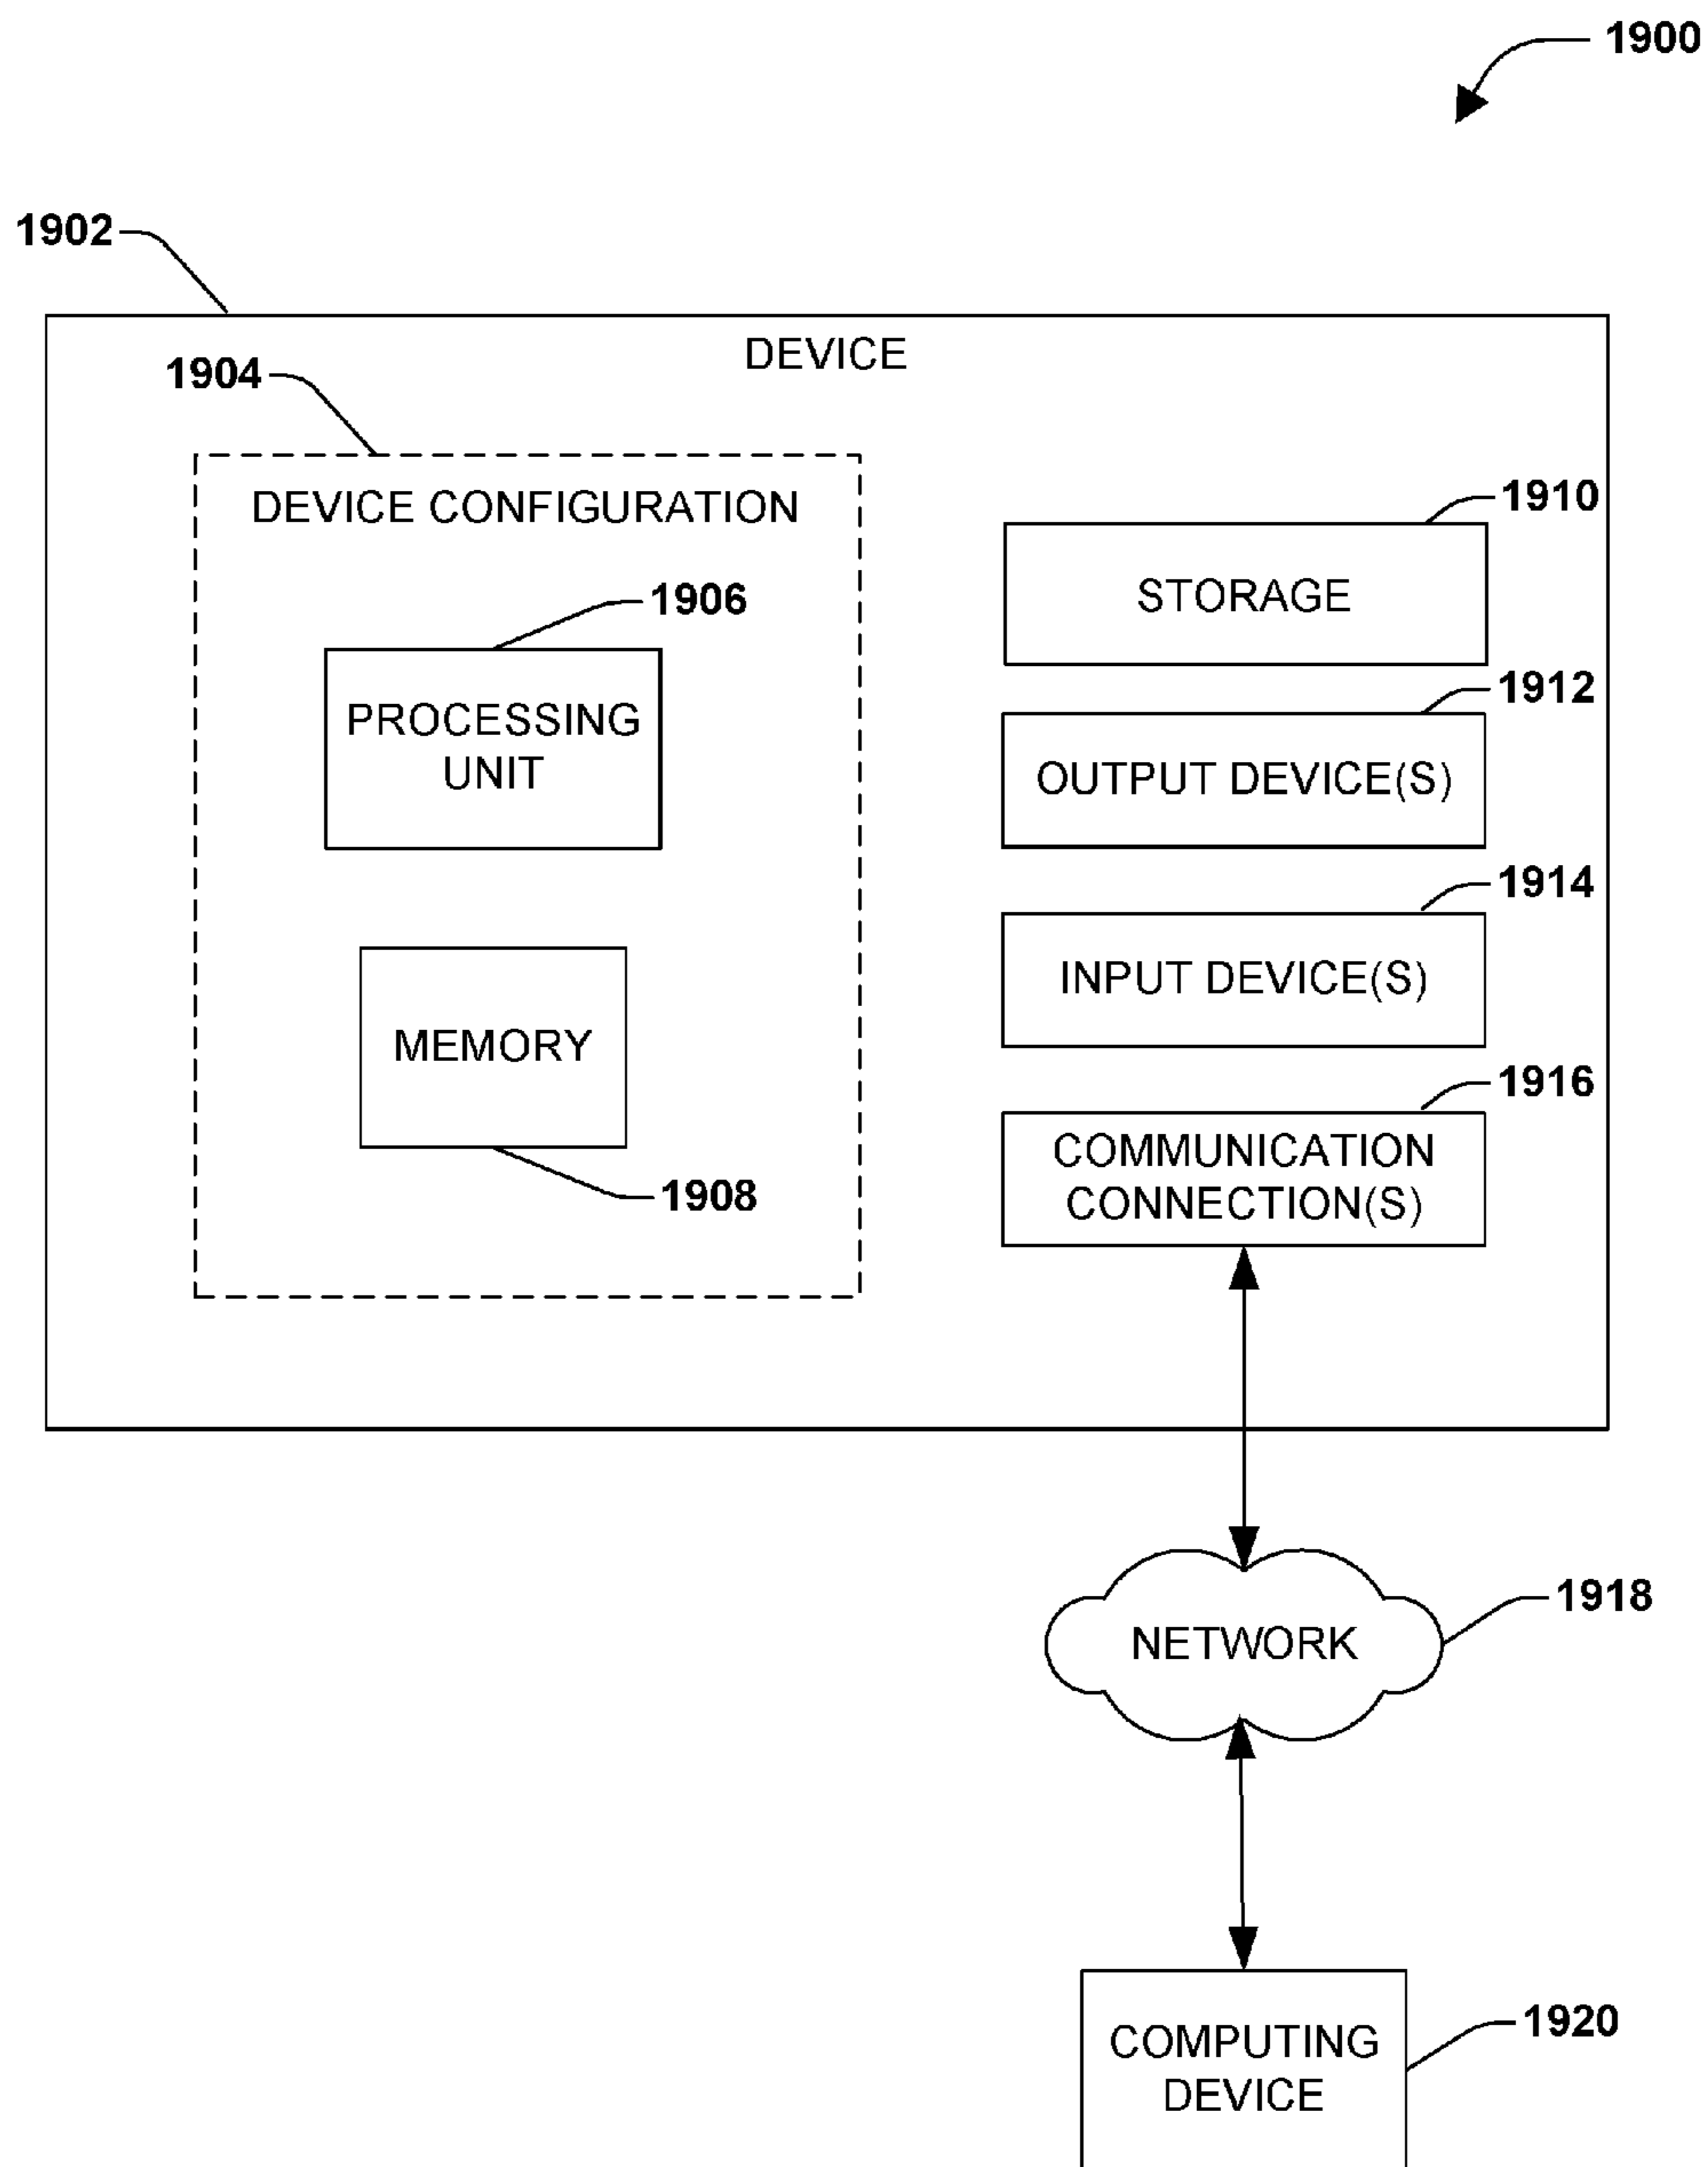 1900
1902
DEVICE
1904
DEVICE CONFIGURATION
1910
STORAGE
1906
PROCESSING
UNIT
1912
OUTPUT DEVICE(S)
1914
INPUT DEVICE(S)
MEMORY
1908
1916
COMMUNICATION
CONNECTION(S)
1918
NETWORK
1920
COMPUTING
DEVICE